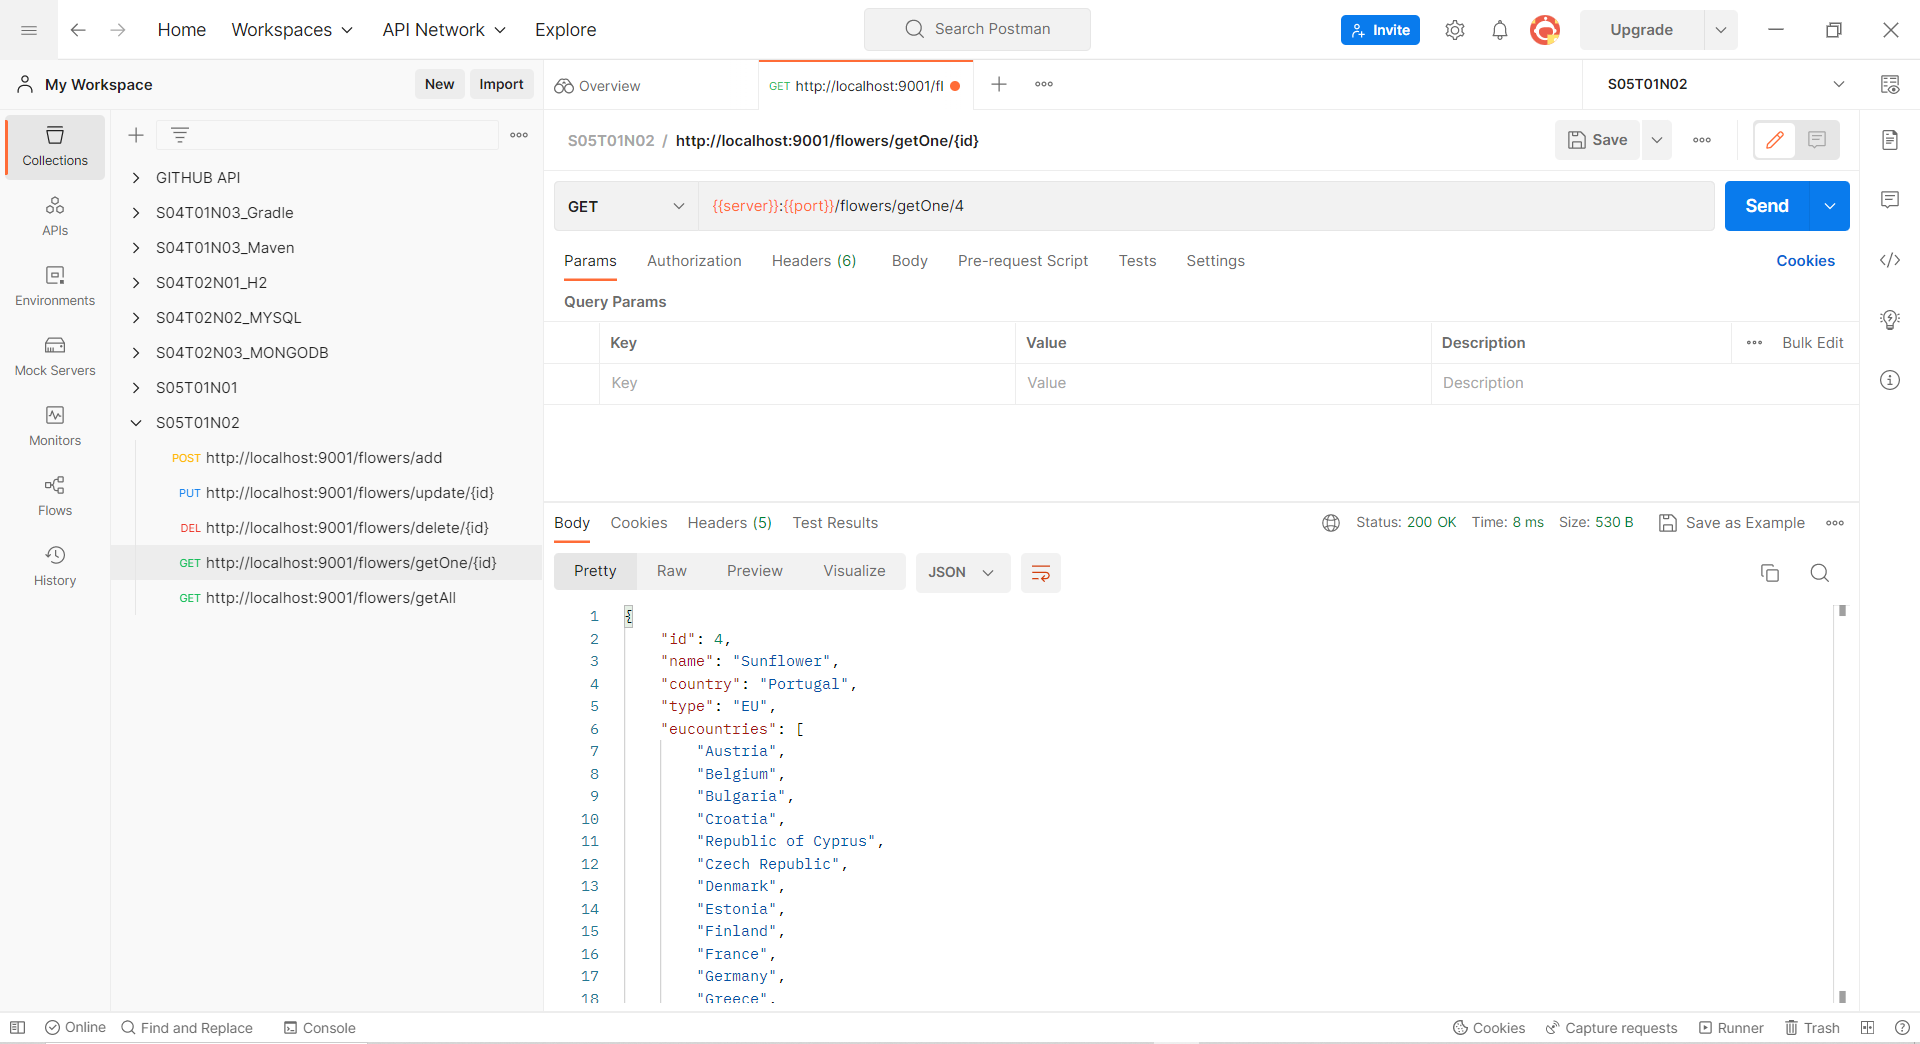 Home Workspaces API Network Explore Search Postman Invite Upgrade
My Workspace New Import Overview GET http://localhost:9001/fl S05T01N02
Collections
APIs
Environments
Mock Servers
Monitors
Flows
History
GITHUB API
S04T01N03_Gradle
S04T01N03_Maven
S04T02N01_H2
S04T02N02_MYSQL
S04T02N03_MONGODB
S05T01N01
S05T01N02
POST http://localhost:9001/flowers/add
PUT http://localhost:9001/flowers/update/{id}
DEL http://localhost:9001/flowers/delete/{id}
GET http://localhost:9001/flowers/getOne/{id}
GET http://localhost:9001/flowers/getAll
S05T01N02 / http://localhost:9001/flowers/getOne/{id} Save
GET {{server}}:{{port}}/flowers/getOne/4 Send
Params Authorization Headers (6) Body Pre-request Script Tests Settings Cookies
Query Params
Key Value Description Bulk Edit
Key Value Description
Body Cookies Headers (5) Test Results Status: 200 OK Time: 8 ms Size: 530 B Save as Example
Pretty Raw Preview Visualize JSON
1 {
2 "id": 4,
3 "name": "Sunflower",
4 "country": "Portugal",
5 "type": "EU",
6 "eucountries": [
7 "Austria",
8 "Belgium",
9 "Bulgaria",
10 "Croatia",
11 "Republic of Cyprus",
12 "Czech Republic",
13 "Denmark",
14 "Estonia",
15 "Finland",
16 "France",
17 "Germany",
18 "Greece",
Online Find and Replace Console Cookies Capture requests Runner Trash